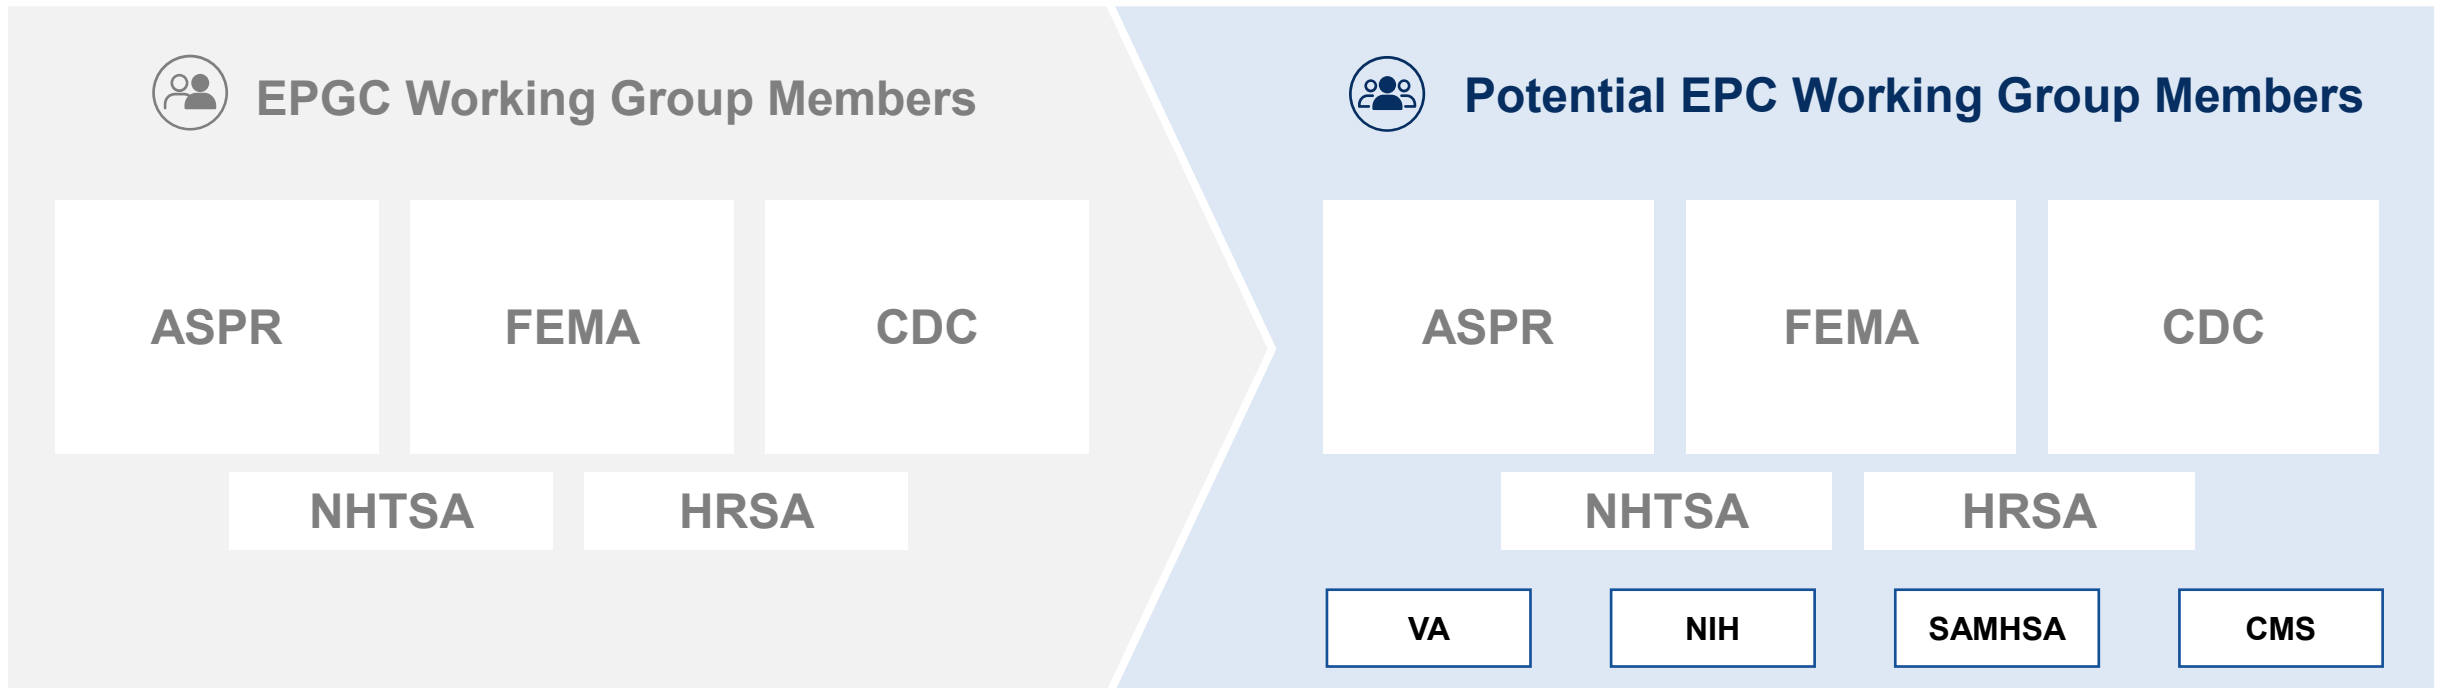 EPGC Working Group Members
ASPR
FEMA
CDC
NHTSA
HRSA
Potential EPC Working Group Members
ASPR
FEMA
CDC
NHTSA
HRSA
VA
NIH
SAMHSA
CMS